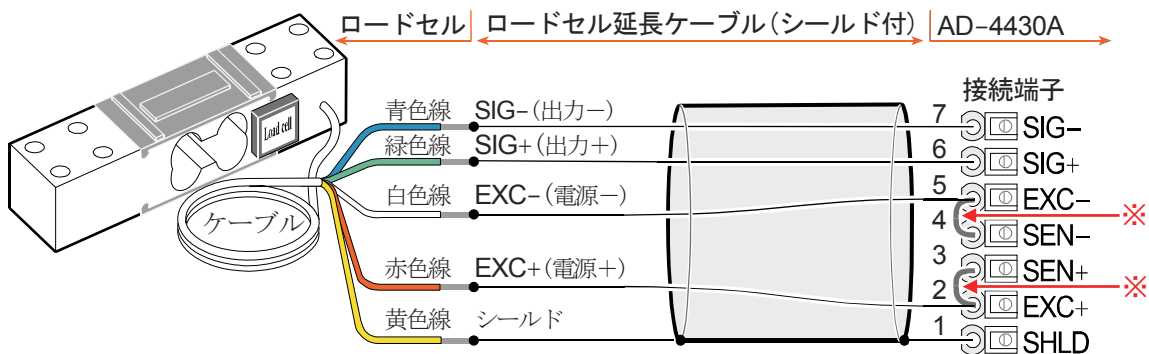 ロードセル
ロードセル延長ケーブル(シールド付)
AD-4430A
接続端子
Load cell
ケーブル
青色線 SIG-(出力-) 7 SIG-
緑色線 SIG+(出力+) 6 SIG+
白色線 EXC-(電源-) 5 EXC-
※
4 SEN-
3 SEN+
※
赤色線 EXC+(電源+) 2 EXC+
黄色線 シールド 1 SHLD